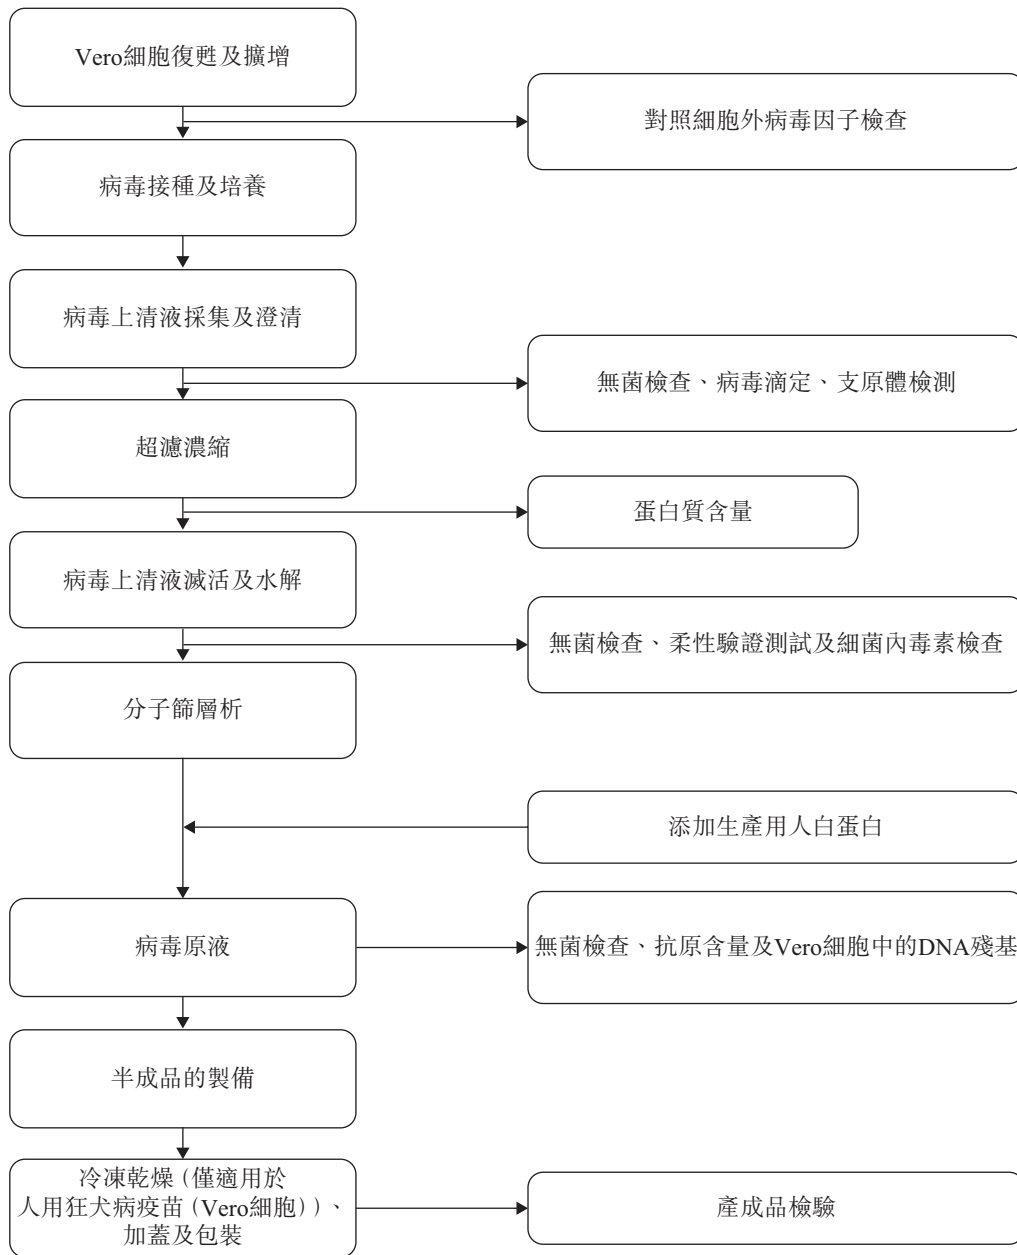 Vero細胞復甦及擴增
對照細胞外病毒因子檢查
病毒接種及培養
病毒上清液採集及澄清
無菌檢查、病毒滴定、支原體檢測
超濾濃縮
蛋白質含量
病毒上清液滅活及水解
無菌檢查、柔性驗證測試及細菌內毒素檢查
分子篩層析
添加生產用人白蛋白
病毒原液
無菌檢查、抗原含量及Vero細胞中的DNA殘基
半成品的製備
冷凍乾燥（僅適用於
人用狂犬病疫苗（Vero細胞））、
加蓋及包裝
產成品檢驗